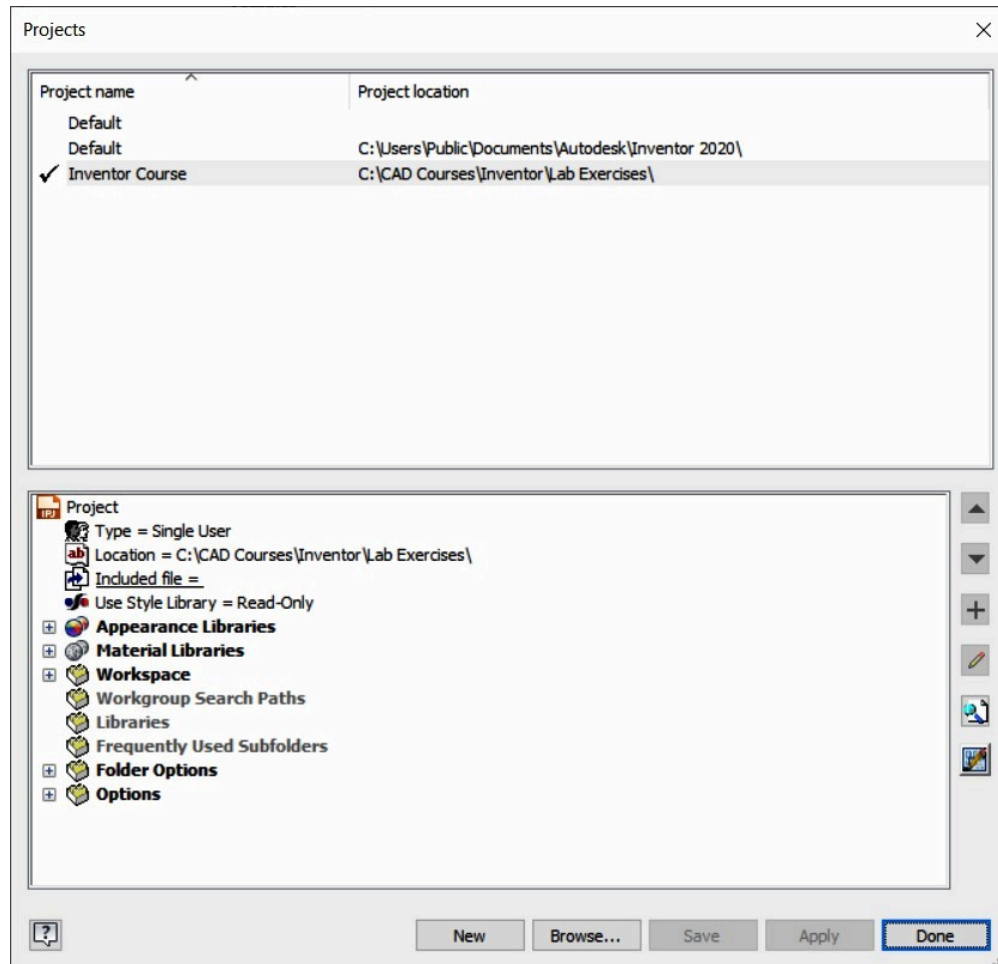 Projects
Project name Project location
Default
Default C:\Users\Public\Documents\Autodesk\Inventor 2020\
Inventor Course C:\CAD Courses\Inventor\Lab Exercises\
IPJ Project
Type = Single User
ab Location = C:\CAD Courses\Inventor\Lab Exercises\
Included file =
Use Style Library = Read-Only
Appearance Libraries
Material Libraries
Workspace
Workgroup Search Paths
Libraries
Frequently Used Subfolders
Folder Options
Options
? New Browse... Save Apply Done